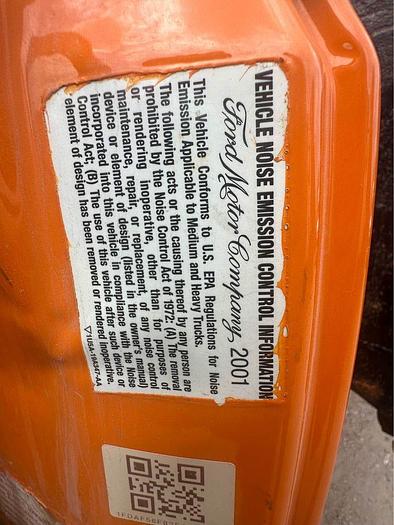 VEHICLE NOISE EMISSION CONTROL INFORMATION
Ford Motor Company, 2001
This Vehicle Conforms to U.S. EPA Regulations for Noise
Emission Applicable to Medium and Heavy Trucks.
The following acts or the causing thereof by any person are
prohibited by the Noise Control Act of 1972: (A) The removal
or rendering inoperative, other than for purposes of
maintenance, repair, or replacement, of any noise control
device or element of design (listed in the owner's manual)
incorporated into this vehicle in compliance with the Noise
Control Act; (B) The use of this vehicle after such device or
element of design has been removed or rendered inoperative.